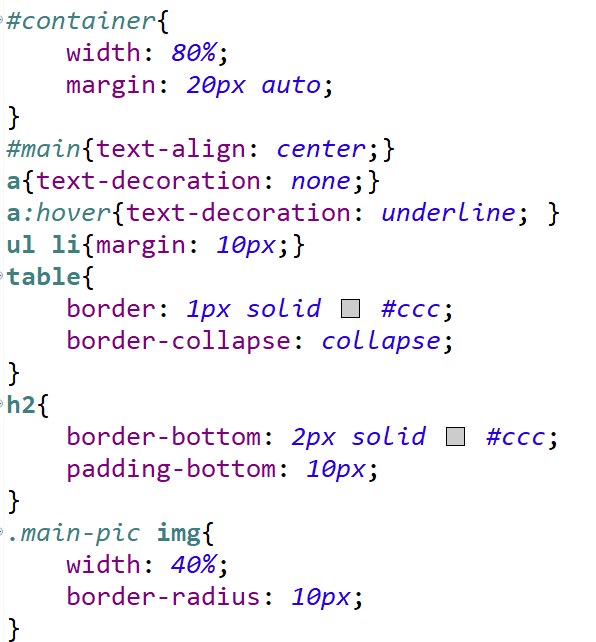 #container{
    width: 80%;
    margin: 20px auto;
}
#main{text-align: center;}
a{text-decoration: none;}
a:hover{text-decoration: underline; }
ul li{margin: 10px;}
table{
    border: 1px solid #ccc;
    border-collapse: collapse;
}
h2{
    border-bottom: 2px solid #ccc;
    padding-bottom: 10px;
}
.main-pic img{
    width: 40%;
    border-radius: 10px;
}